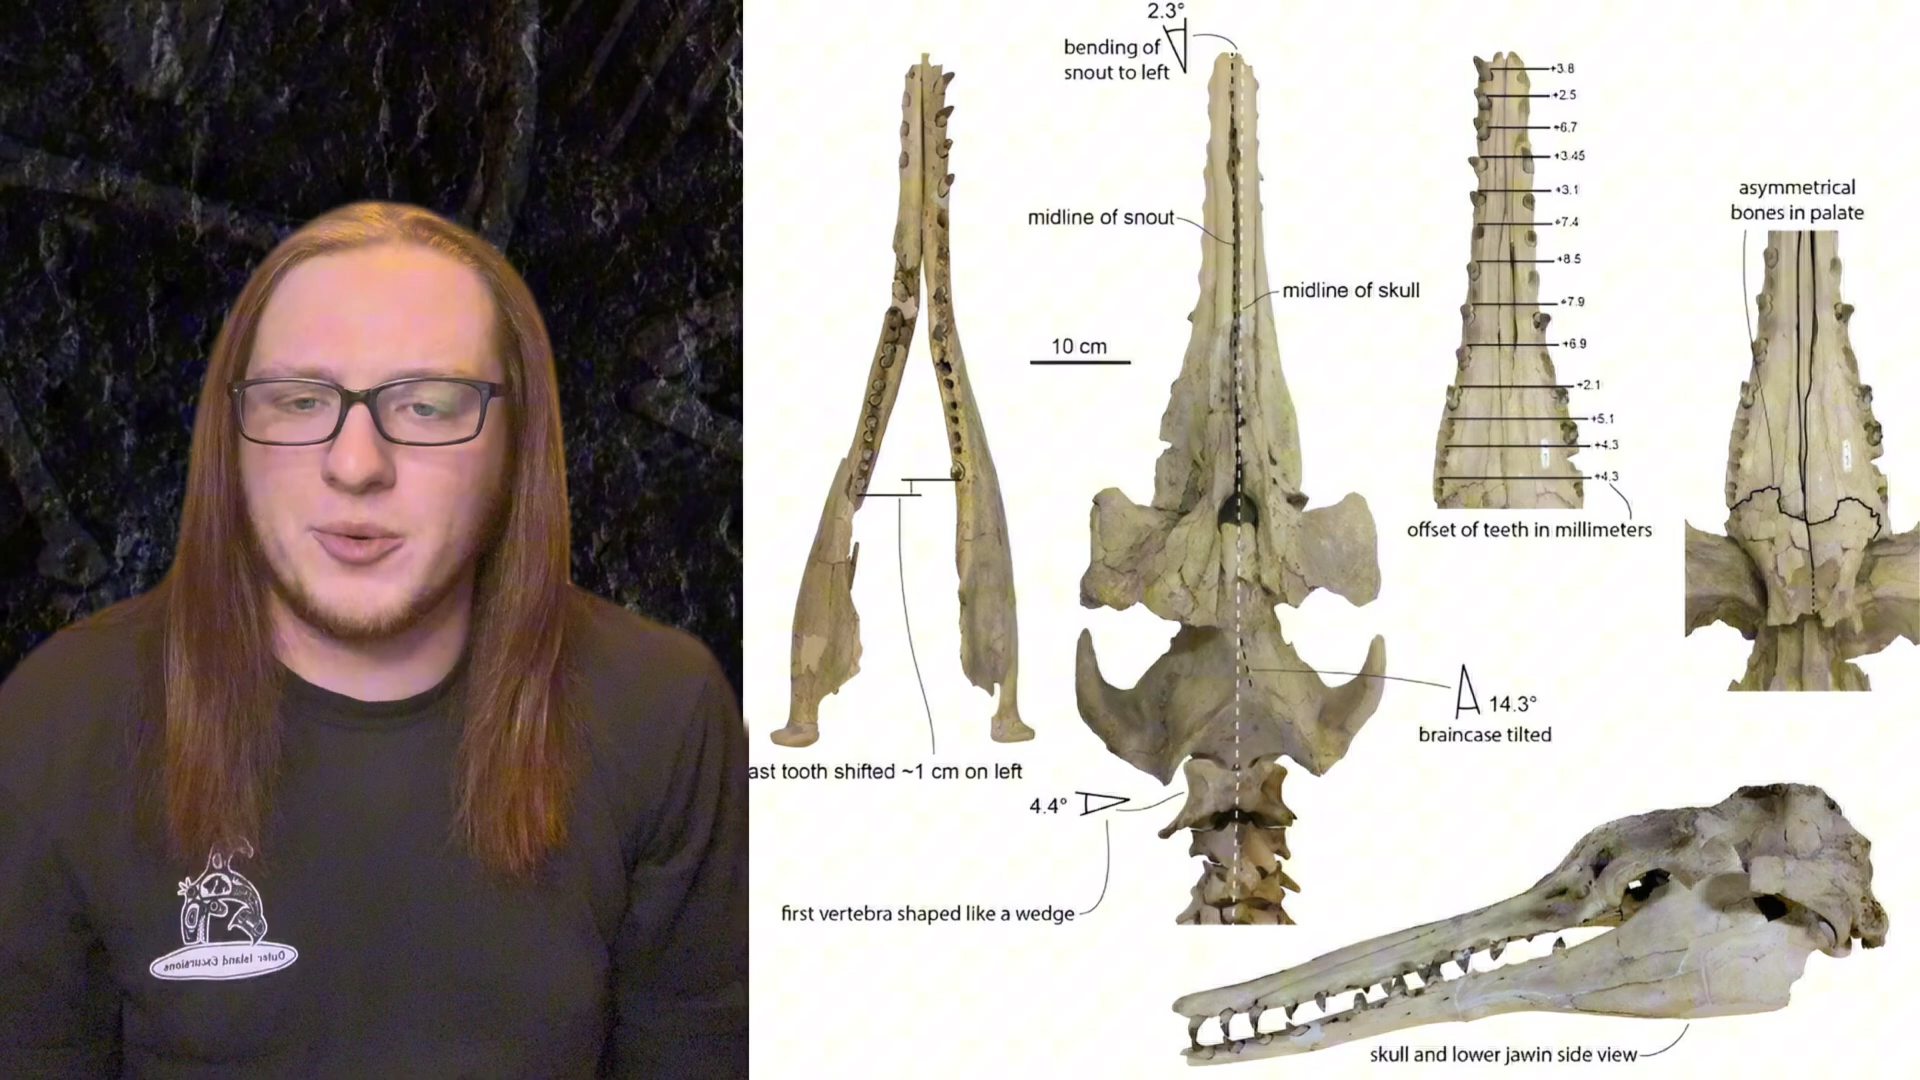 2.3°
bending of
snout to left
midline of snout
midline of skull
10 cm
+3.8
+2.5
+6.7
+3.45
+3.1
+7.4
+8.5
+7.9
+6.9
+2.1
+5.1
+4.3
+4.3
offset of teeth in millimeters
asymmetrical
bones in palate
14.3°
braincase tilted
ast tooth shifted ~1 cm on left
4.4°
first vertebra shaped like a wedge
skull and lower jawin side view
Outer Island Excursions